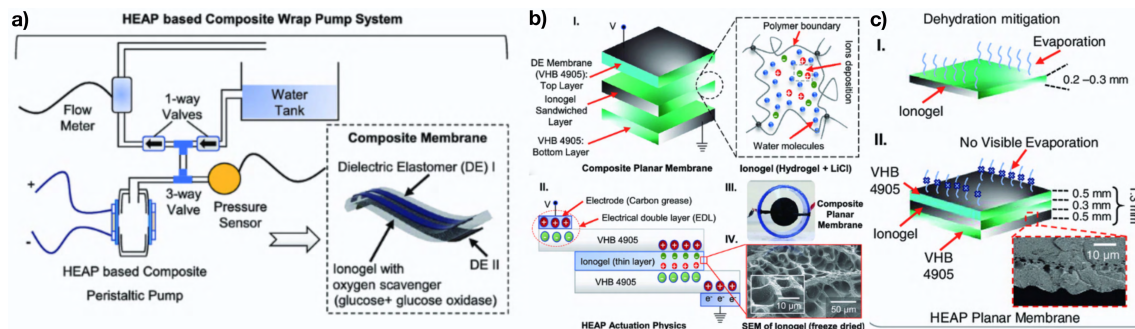 a)
HEAP based Composite Wrap Pump System
Flow
Meter
1-way
Valves
Water
Tank
3-way
Valve
Pressure
Sensor
+
-
HEAP based Composite
Peristaltic Pump
Composite Membrane
Dielectric Elastomer (DE) I
DE II
Ionogel with
oxygen scavenger
(glucose+ glucose oxidase)
b)
I.
V
DE Membrane
(VHB 4905):
Top Layer
Ionogel
Sandwiched
Layer
VHB 4905:
Bottom Layer
Composite Planar Membrane
Polymer boundary
Ions
deposition
Water molecules
Ionogel (Hydrogel + LiCl)
II.
V
Electrode (Carbon grease)
Electrical double layer (EDL)
VHB 4905
Ionogel (thin layer)
VHB 4905
e- e- e-
HEAP Actuation Physics
III.
Composite
Planar
Membrane
IV.
10 μm
50 μm
SEM of Ionogel (freeze dried)
c)
Dehydration mitigation
I.
Evaporation
0.2 –0.3 mm
Ionogel
II.
No Visible Evaporation
VHB
4905
0.5 mm
0.3 mm
0.5 mm
Ionogel
VHB
4905
10 μm
HEAP Planar Membrane